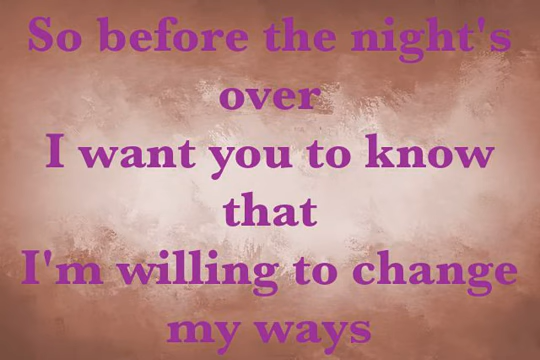 So before the night's
over
I want you to know
that
I'm willing to change
my ways